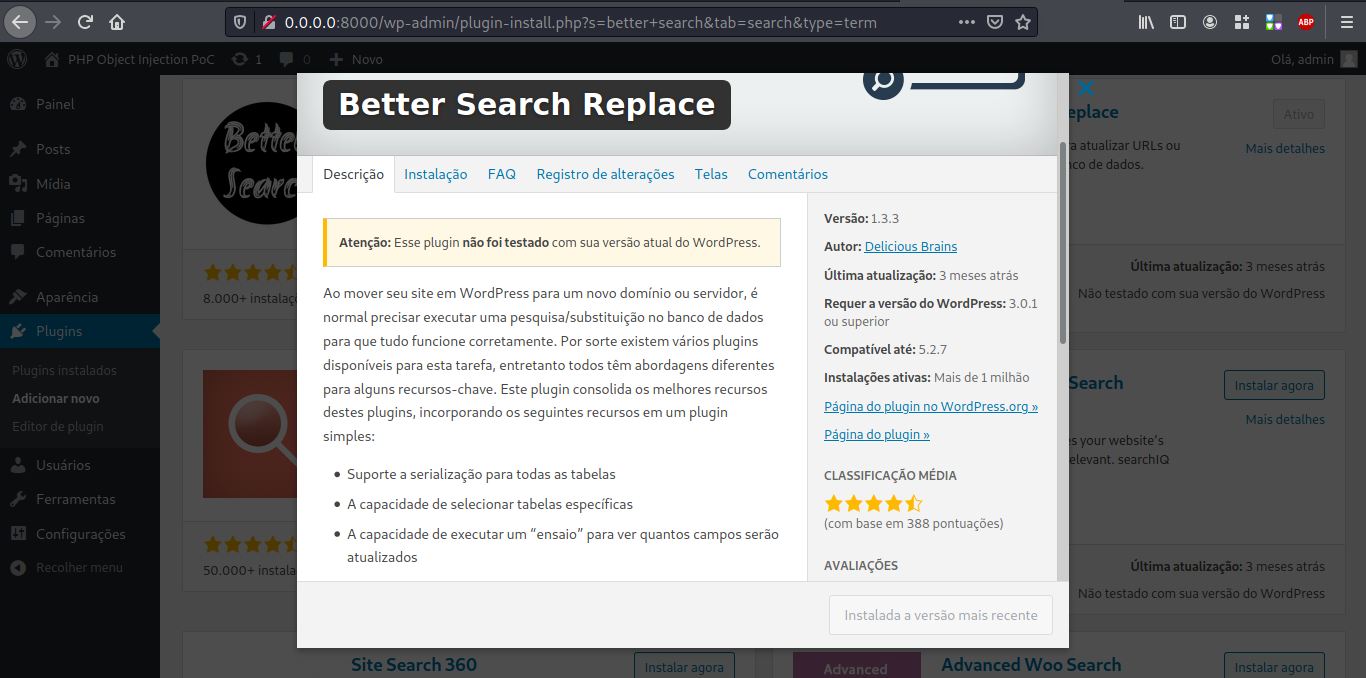 0.0.0.0:8000/wp-admin/plugin-install.php?s=better+search&tab=search&type=term
ABP
PHP Object Injection PoC 1 0 Novo
Olá, admin
Painel
Posts
Mídia
Páginas
Comentários
Aparência
Plugins
Plugins instalados
Adicionar novo
Editor de plugin
Usuários
Ferramentas
Configurações
Recolher menu
8.000+
50.000+
Better Search Replace
Descrição Instalação FAQ Registro de alterações Telas Comentários
Atenção: Esse plugin não foi testado com sua versão atual do WordPress.
Ao mover seu site em WordPress para um novo domínio ou servidor, é
normal precisar executar uma pesquisa/substituição no banco de dados
para que tudo funcione corretamente. Por sorte existem vários plugins
disponíveis para esta tarefa, entretanto todos têm abordagens diferentes
para alguns recursos-chave. Este plugin consolida os melhores recursos
destes plugins, incorporando os seguintes recursos em um plugin
simples:
Suporte a serialização para todas as tabelas
A capacidade de selecionar tabelas específicas
A capacidade de executar um “ensaio” para ver quantos campos serão
atualizados
Versão: 1.3.3
Autor: Delicious Brains
Última atualização: 3 meses atrás
Requer a versão do WordPress: 3.0.1
ou superior
Compatível até: 5.2.7
Instalações ativas: Mais de 1 milhão
Página do plugin no WordPress.org »
Página do plugin »
CLASSIFICAÇÃO MÉDIA
(com base em 388 pontuações)
AVALIAÇÕES
Instalada a versão mais recente
eplace
Ativo
a atualizar URLs ou
Mais detalhes
nco de dados.
Última atualização: 3 meses atrás
Não testado com sua versão do WordPress
Search
Instalar agora
Mais detalhes
es your website’s
relevant. searchIQ
Última atualização: 3 meses atrás
Não testado com sua versão do WordPress
Site Search 360
Instalar agora
Advanced
Advanced Woo Search
Instalar agora